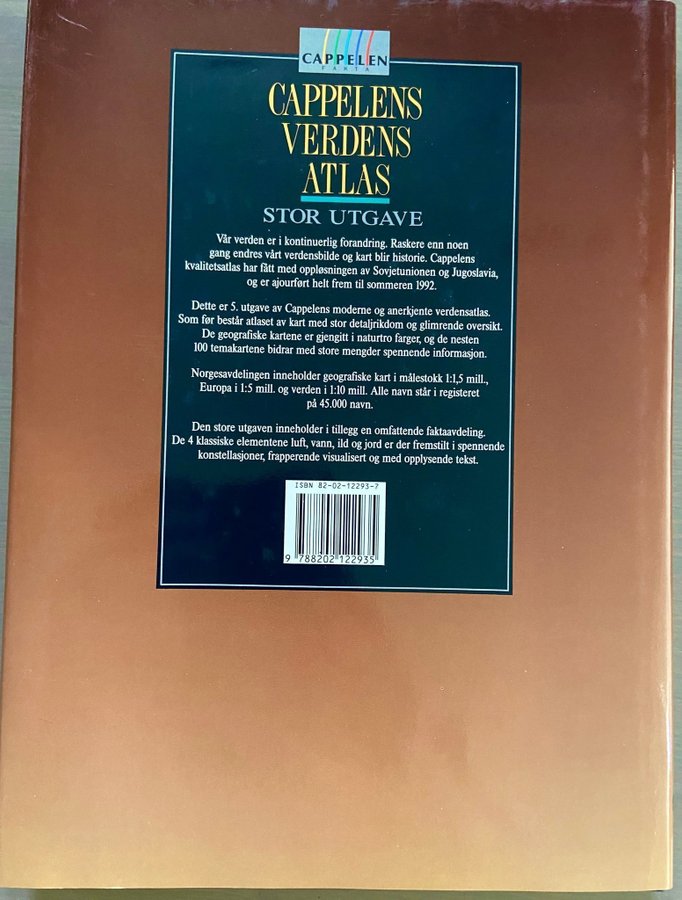 CAPPELEN
FAKTA
CAPPELENS
VERDENS
ATLAS
STOR UTGAVE
Vår verden er i kontinuerlig forandring. Raskere enn noen
gang endres vårt verdensbilde og kart blir historie. Cappelens
kvalitetsatlas har fått med oppløsningen av Sovjetunionen og Jugoslavia,
og er ajourført helt frem til sommeren 1992.
Dette er 5. utgave av Cappelens moderne og anerkjente verdensatlas.
Som før består atlaset av kart med stor detaljrikdom og glimrende oversikt.
De geografiske kartene er gjengitt i naturtro farger, og de nesten
100 temakartene bidrar med store mengder spennende informasjon.
Norgesavdelingen inneholder geografiske kart i målestokk 1:1,5 mill.,
Europa i 1:5 mill. og verden i 1:10 mill. Alle navn står i registeret
på 45.000 navn.
Den store utgaven inneholder i tillegg en omfattende faktaavdeling.
De 4 klassiske elementene luft, vann, ild og jord er der fremstilt i spennende
konstellasjoner, frapperende visualisert og med opplysende tekst.
ISBN 82-02-12293-7
9 788202 122935